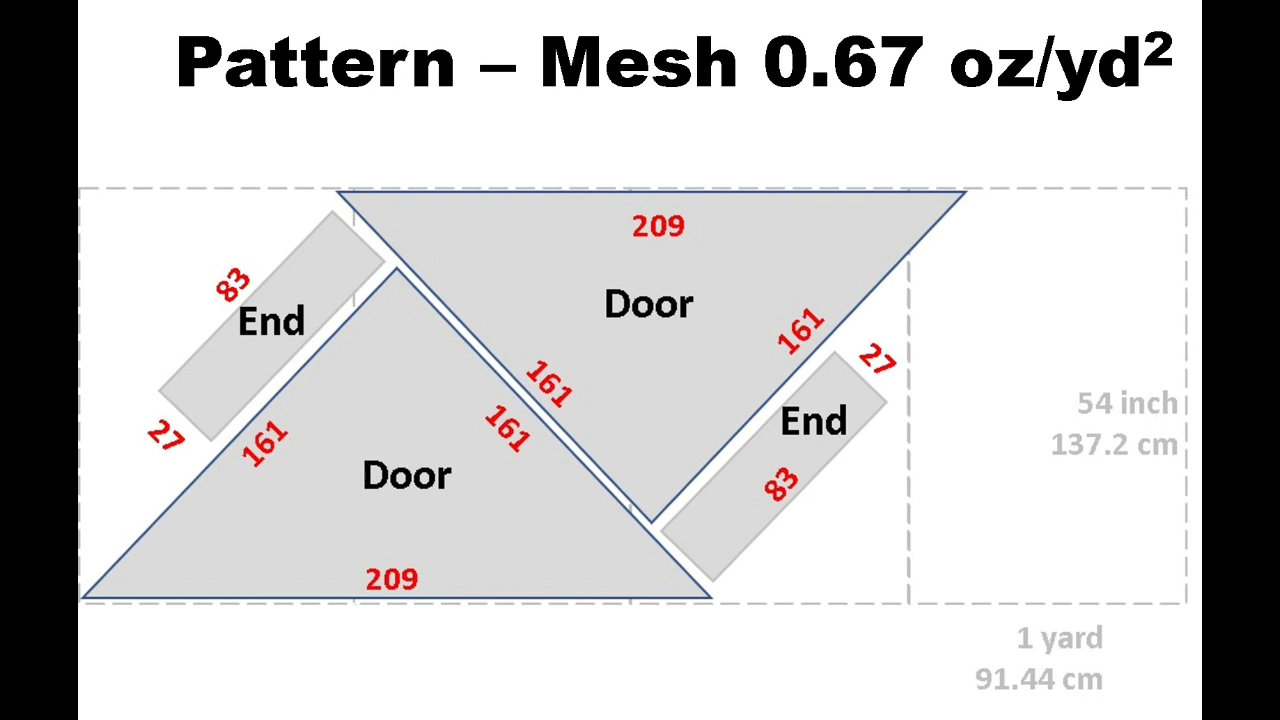 Pattern – Mesh 0.67 oz/yd²
209
83
End
Door
161
161
27
161
161
27
End
54 inch
137.2 cm
83
Door
209
1 yard
91.44 cm